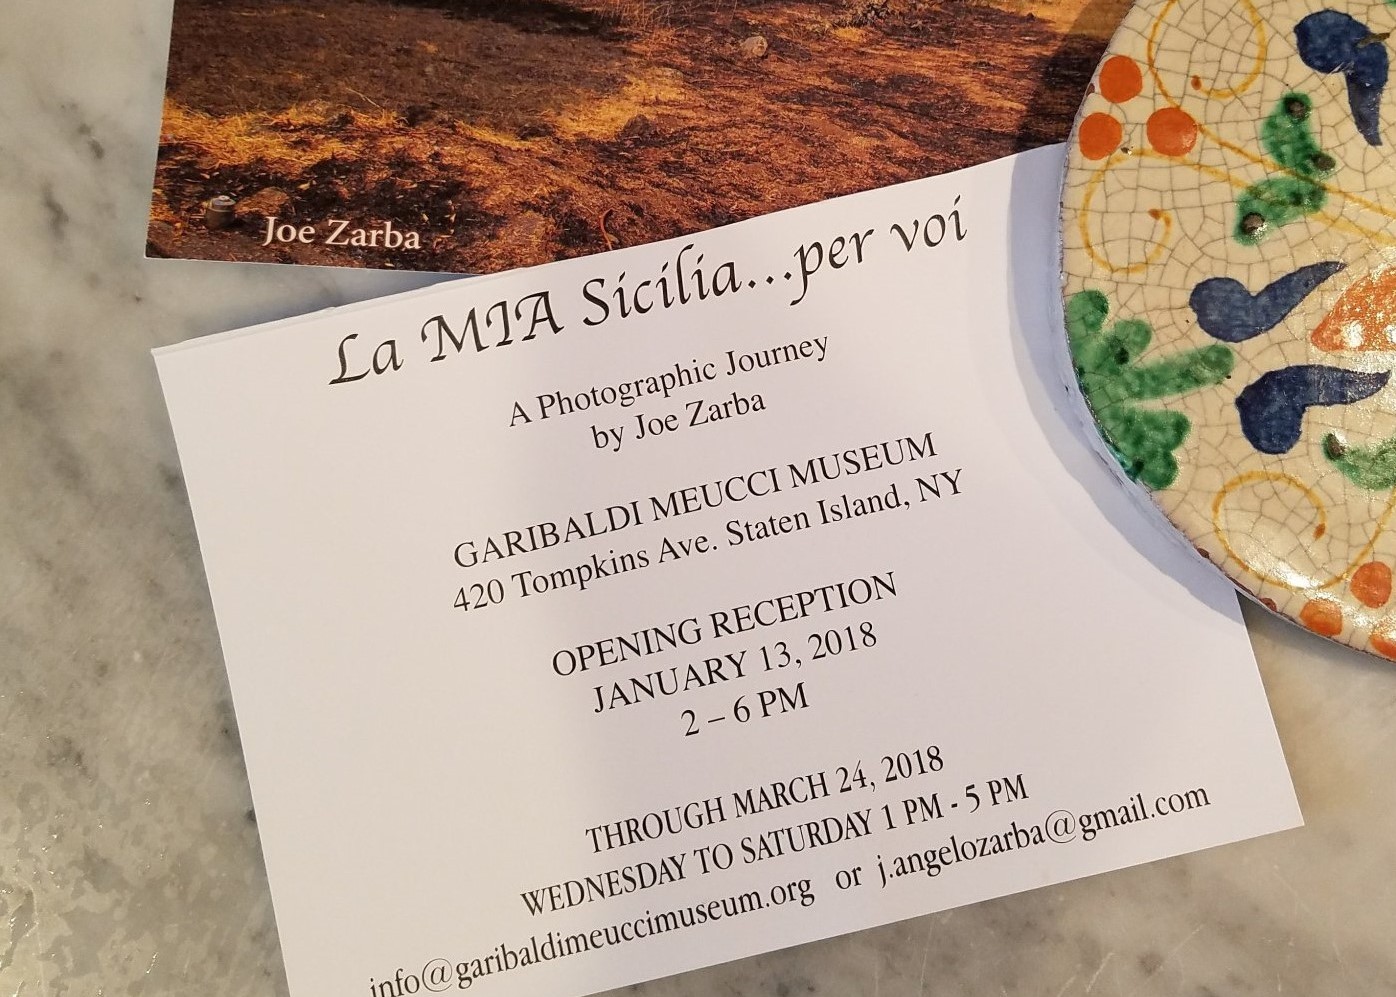 Joe Zarba
La MIA Sicilia...per voi
A Photographic Journey
by Joe Zarba
GARIBALDI MEUCCI MUSEUM
420 Tompkins Ave. Staten Island, NY
OPENING RECEPTION
JANUARY 13, 2018
2 – 6 PM
THROUGH MARCH 24, 2018
WEDNESDAY TO SATURDAY 1 PM - 5 PM
info@garibaldimeuccimuseum.org or j.angelozarba@gmail.com